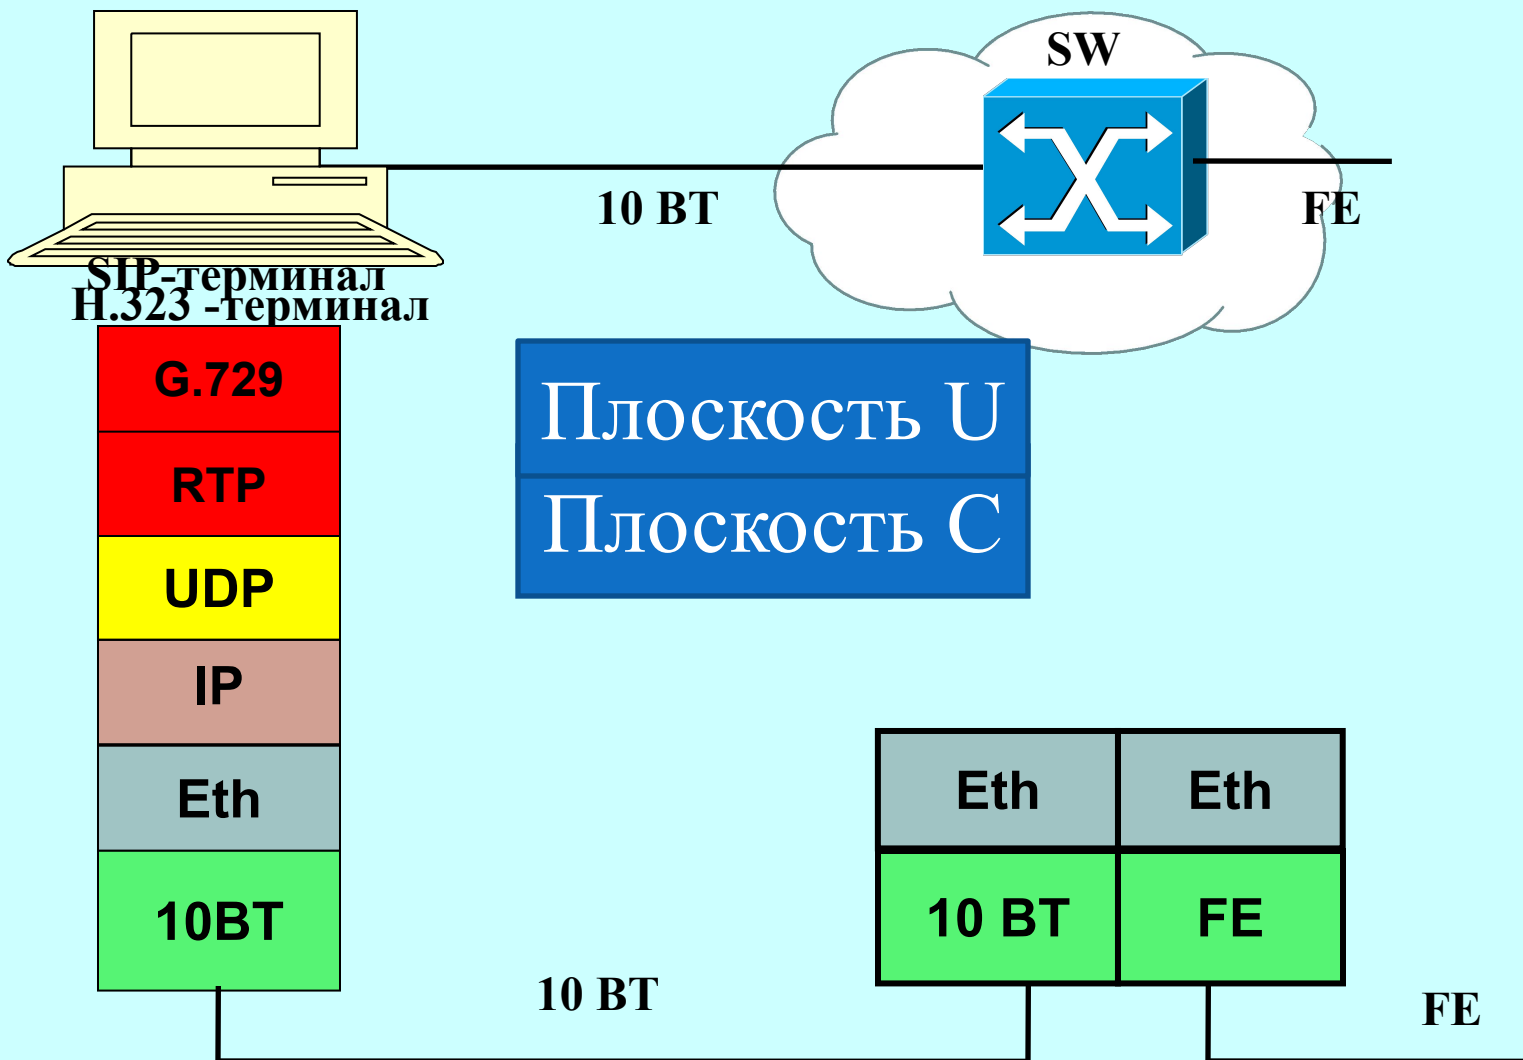 SW
10 BT
FE
SIP-терминал
H.323 -терминал
G.729
RTP
UDP
IP
Eth
10BT
Плоскость U
Плоскость C
Eth
Eth
10 BT
FE
10 BT
FE